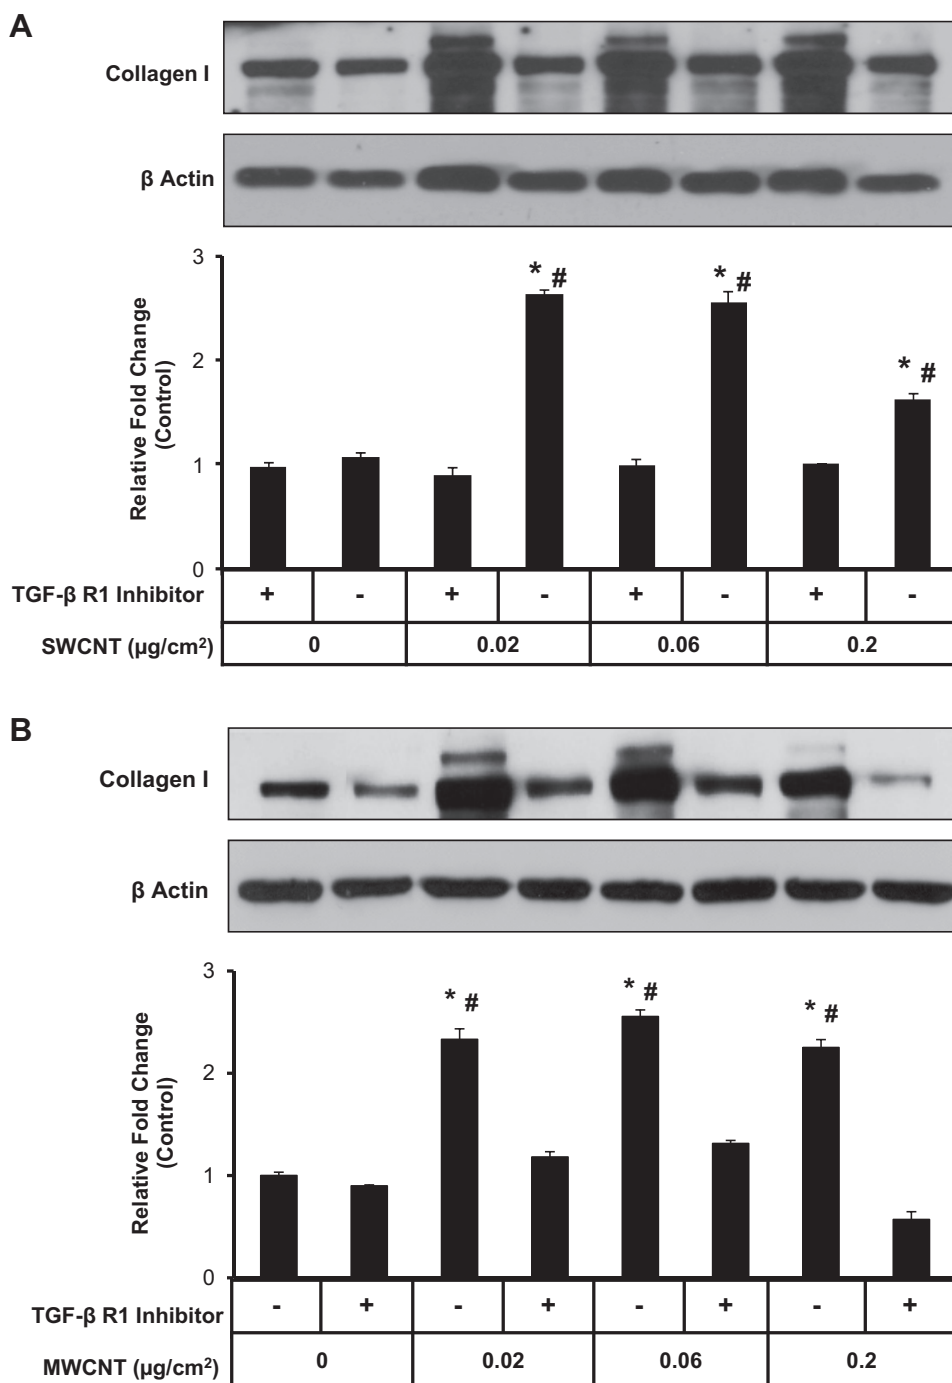 A
Collagen I
β Actin
3
* # * #
2
* #
1
0
Relative Fold Change
(Control)
TGF-β R1 Inhibitor + - + - + - + -
SWCNT (µg/cm²) 0 0.02 0.06 0.2
B
Collagen I
β Actin
3
* # * # * #
2
1
0
Relative Fold Change
(Control)
TGF-β R1 Inhibitor - + - + - + - +
MWCNT (µg/cm²) 0 0.02 0.06 0.2